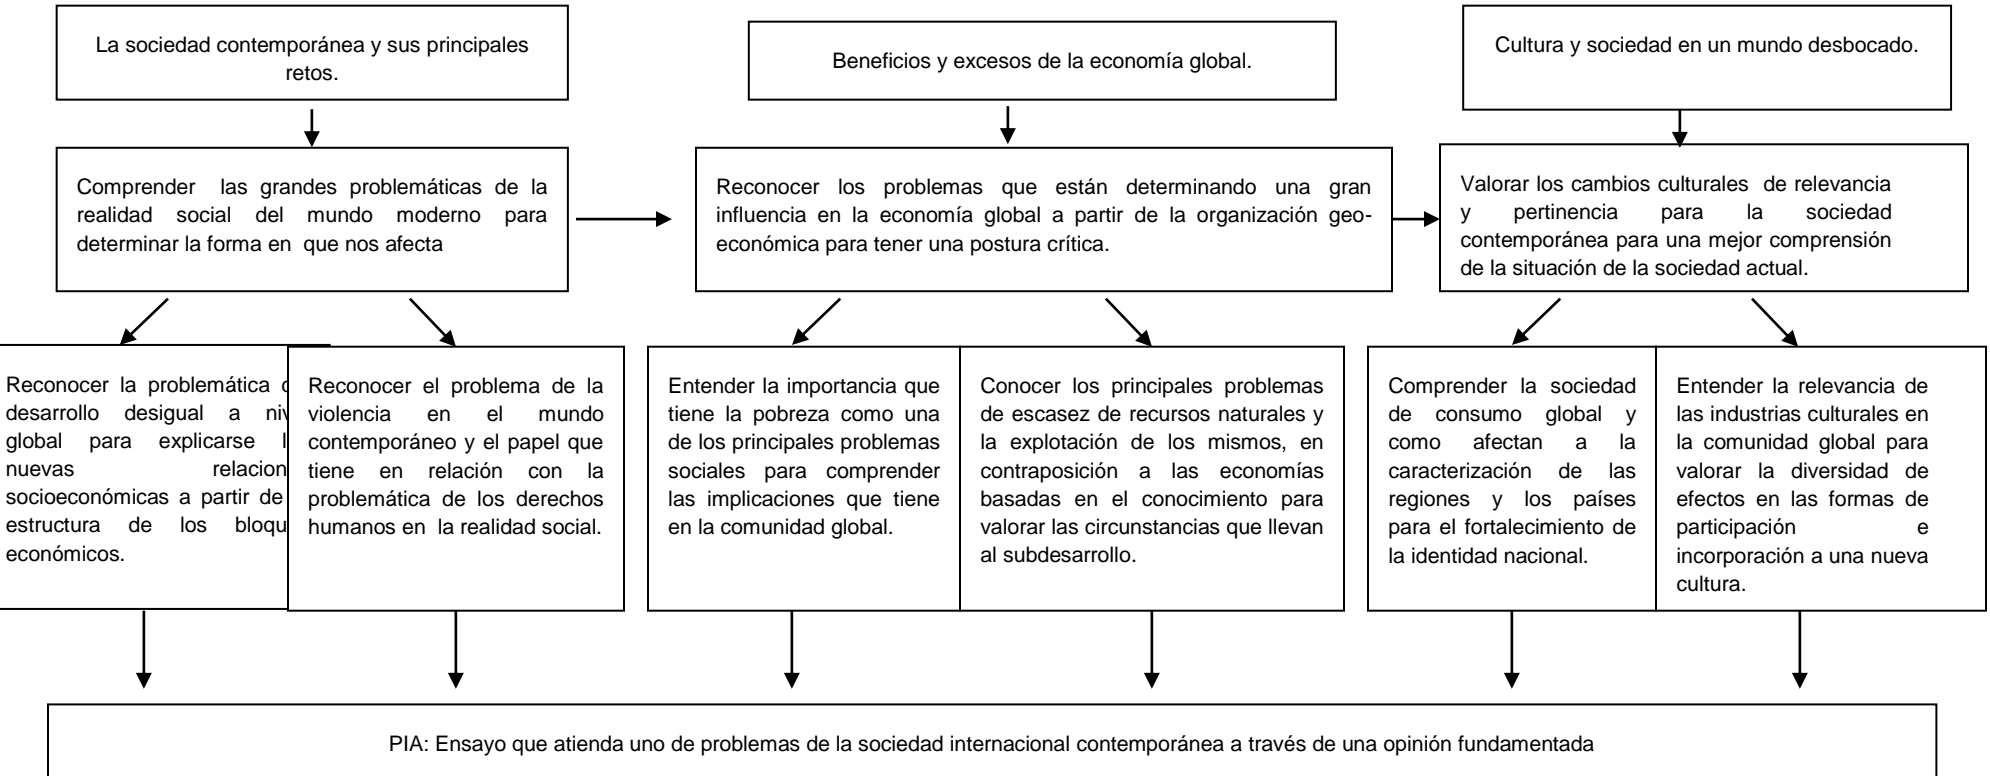 La sociedad contemporánea y sus principales
retos.
Beneficios y excesos de la economía global.
Cultura y sociedad en un mundo desbocado.
Comprender las grandes problemáticas de la
realidad social del mundo moderno para
determinar la forma en que nos afecta
Reconocer los problemas que están determinando una gran
influencia en la economía global a partir de la organización geo-
económica para tener una postura crítica.
Valorar los cambios culturales de relevancia
y pertinencia para la sociedad
contemporánea para una mejor comprensión
de la situación de la sociedad actual.
Reconocer la problemática
desarrollo desigual a
global para explicarse
nuevas
socioeconómicas a partir de
estructura de los
económicos.
Reconocer el problema de la
violencia en el mundo
contemporáneo y el papel que
tiene en relación con la
problemática de los derechos
humanos en la realidad social.
Entender la importancia que
tiene la pobreza como una
de los principales problemas
sociales para comprender
las implicaciones que tiene
en la comunidad global.
Conocer los principales problemas
de escasez de recursos naturales y
la explotación de los mismos, en
contraposición a las economías
basadas en el conocimiento para
valorar las circunstancias que llevan
al subdesarrollo.
Comprender la sociedad
de consumo global y
como afectan a la
caracterización de las
regiones y los países
para el fortalecimiento de
la identidad nacional.
Entender la relevancia de
las industrias culturales en
la comunidad global para
valorar la diversidad de
efectos en las formas de
participación e
incorporación a una nueva
cultura.
PIA: Ensayo que atienda uno de problemas de la sociedad internacional contemporánea a través de una opinión fundamentada